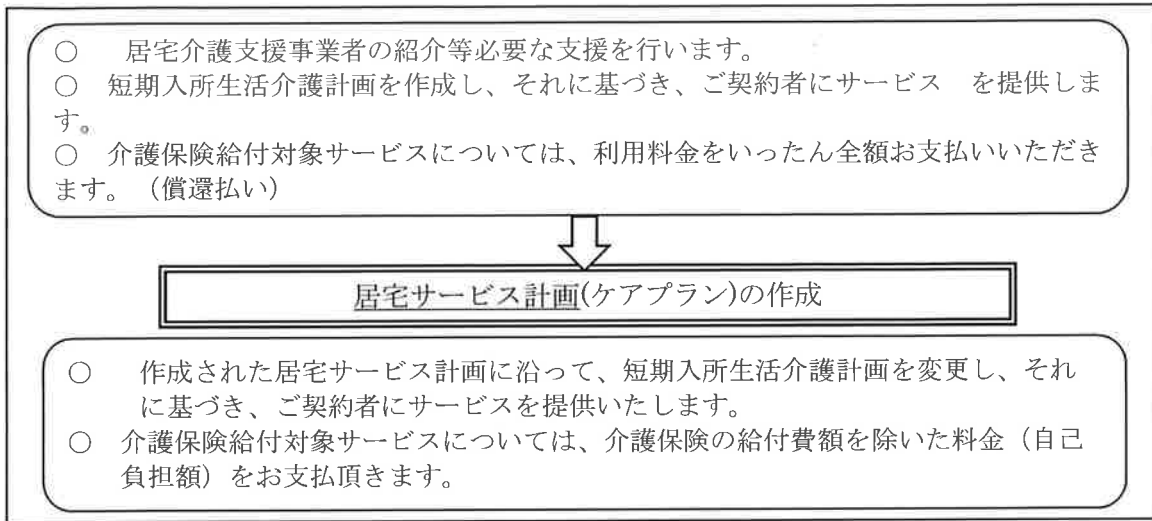 ○　居宅介護支援事業者の紹介等必要な支援を行います。
○　短期入所生活介護計画を作成し、それに基づき、ご契約者にサービス　を提供しま
す。
○　介護保険給付対象サービスについては、利用料金をいったん全額お支払いいただき
ます。（償還払い）
居宅サービス計画(ケアプラン)の作成
○　作成された居宅サービス計画に沿って、短期入所生活介護計画を変更し、それ
に基づき、ご契約者にサービスを提供いたします。
○　介護保険給付対象サービスについては、介護保険の給付費額を除いた料金（自己
負担額）をお支払頂きます。